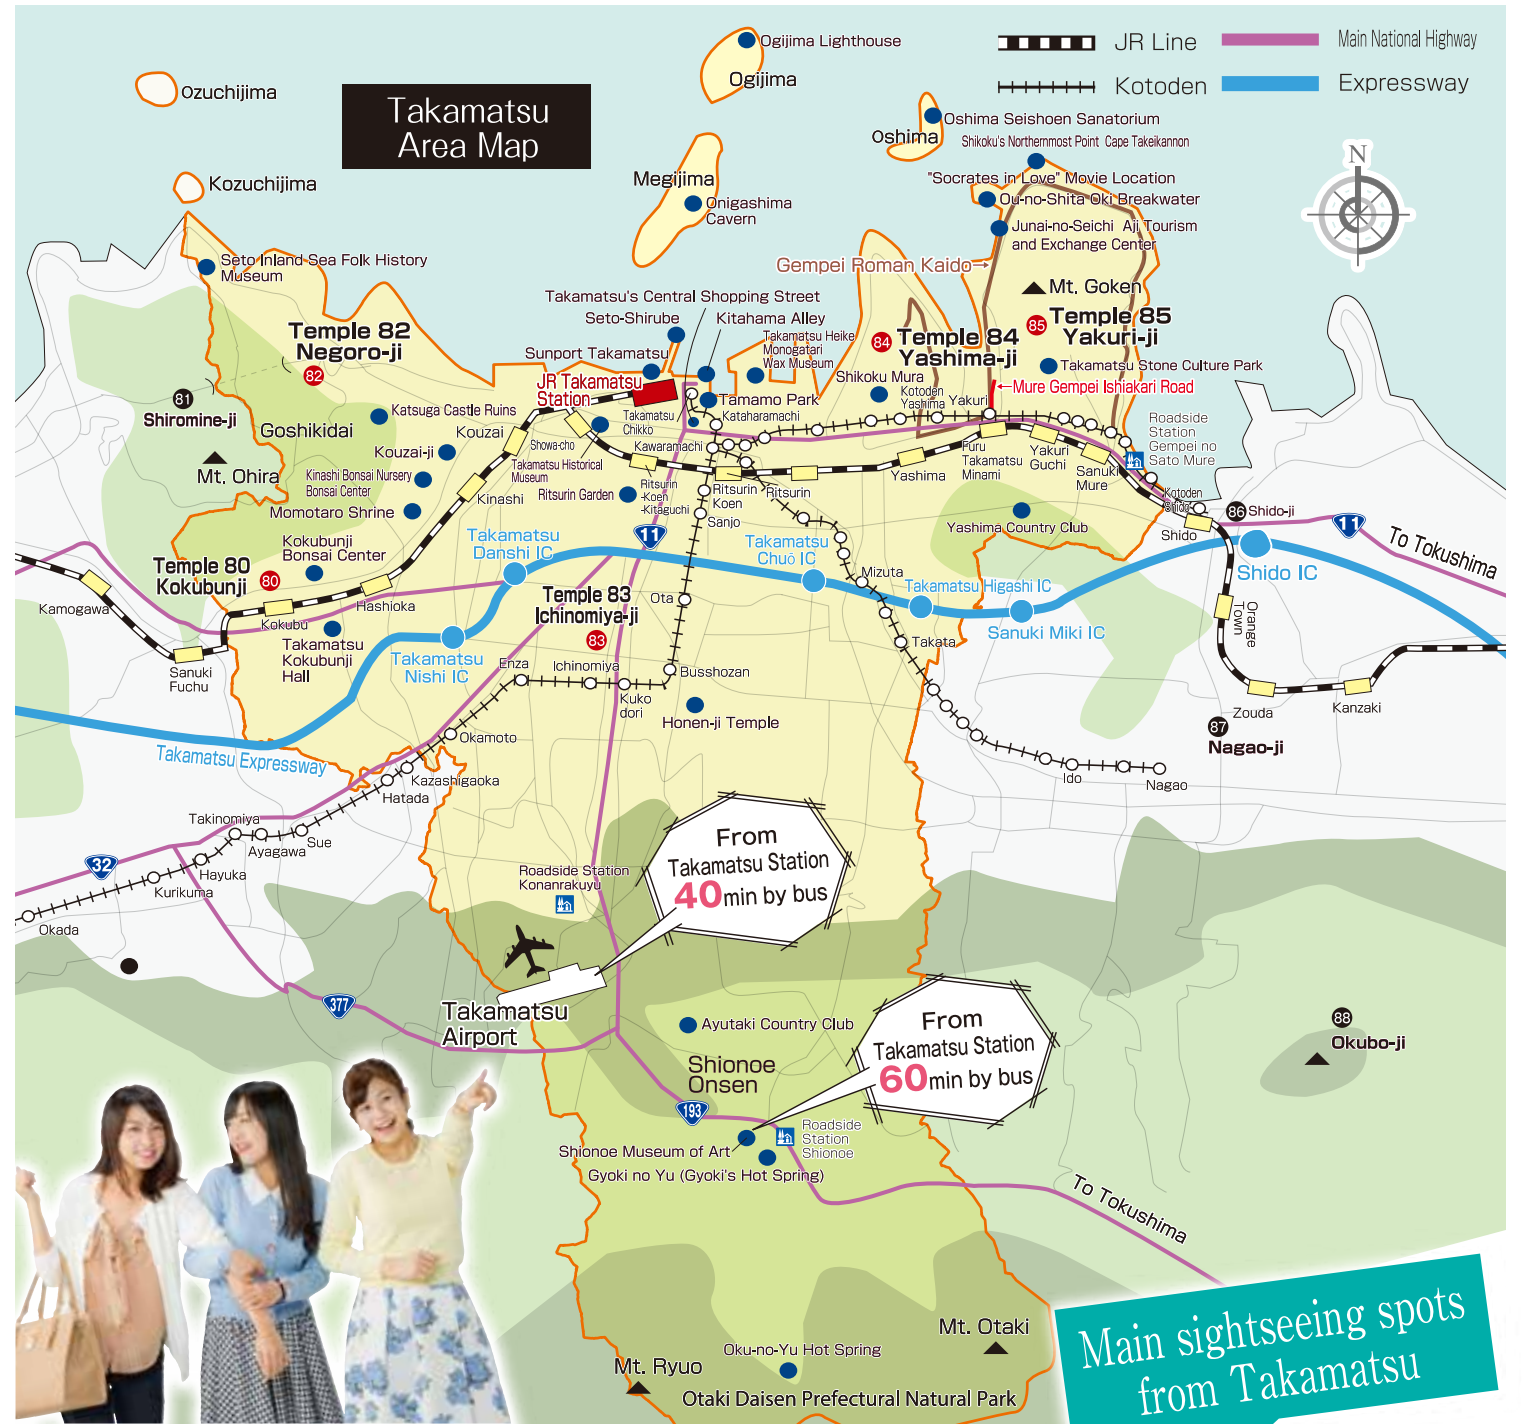 Takamatsu
Area Map
JR Line
Main National Highway
Kotoden
Expressway
N
Ozuchijima
Kozuchijima
Ogijima Lighthouse
Ogijima
Oshima Seishoen Sanatorium
Oshima
Shikoku's Northernmost Point Cape Takeikannon
"Socrates in Love" Movie Location
Ou-no-Shita Oki Breakwater
Junai-no-Seichi Aji Tourism
and Exchange Center
Megijima
Onigashima
Cavern
Gempei Roman Kaido
Mt. Goken
Seto Inland Sea Folk History
Museum
Temple 82
Negoro-ji
82
Takamatsu's Central Shopping Street
Seto-Shirube
Kitahama Alley
Sunport Takamatsu
Takamatsu Heike
Monogatari
Wax Museum
84
Temple 84
Yashima-ji
85
Temple 85
Yakuri-ji
Takamatsu Stone Culture Park
Mure Gempei Ishiakari Road
Shikoku Mura
Kotoden
Yashima
Yakuri
JR Takamatsu
Station
Tamamo Park
Kataharamachi
Takamatsu
Chikko
Kawaramachi
81
Shiromine-ji
Goshikidai
Katsuga Castle Ruins
Kouzai
Kouzai-ji
Showa-cho
Takamatsu Historical
Museum
Mt. Ohira
Kinashi Bonsai Nursery
Bonsai Center
Kinashi
Ritsurin Garden
Ritsurin
-Koen
-Kitaguchi
Ritsurin
Koen
Ritsurin
Sanjo
Yashima
Furu
Takamatsu
Minami
Yakuri
Guchi
Sanuki
Mure
Roadside
Station
Gempei no
Sato Mure
Kotoden
Shido
Shido
86
Shido-ji
11
To Tokushima
Momotaro Shrine
Kokubunji
Bonsai Center
Takamatsu
Danshi IC
11
Takamatsu
Chuō IC
Yashima Country Club
Shido IC
Temple 80
Kokubunji
80
Hashioka
Kokubu
Kamogawa
Sanuki
Fuchu
Takamatsu
Kokubunji
Hall
Temple 83
Ichinomiya-ji
83
Ota
Mizuta
Takamatsu Higashi IC
Sanuki Miki IC
Orange
Town
Takamatsu
Nishi IC
Enza
Ichinomiya
Kuko
dori
Busshozan
Takata
Honen-ji Temple
Zouda
Kanzaki
87
Nagao-ji
Takamatsu Expressway
Okamoto
Kazashigaoka
Hatada
Ido
Nagao
Takinomiya
Sue
Ayagawa
Hayuka
32
Kurikuma
Okada
From
Takamatsu Station
40min by bus
Roadside Station
Konanrakuyu
Takamatsu
Airport
377
Ayutaki Country Club
From
Takamatsu Station
60min by bus
88
Okubo-ji
Shionoe
Onsen
193
Roadside
Station
Shionoe
Shionoe Museum of Art
Gyoki no Yu (Gyoki's Hot Spring)
To Tokushima
Mt. Otaki
Oku-no-Yu Hot Spring
Mt. Ryuo
Otaki Daisen Prefectural Natural Park
Main sightseeing spots
from Takamatsu